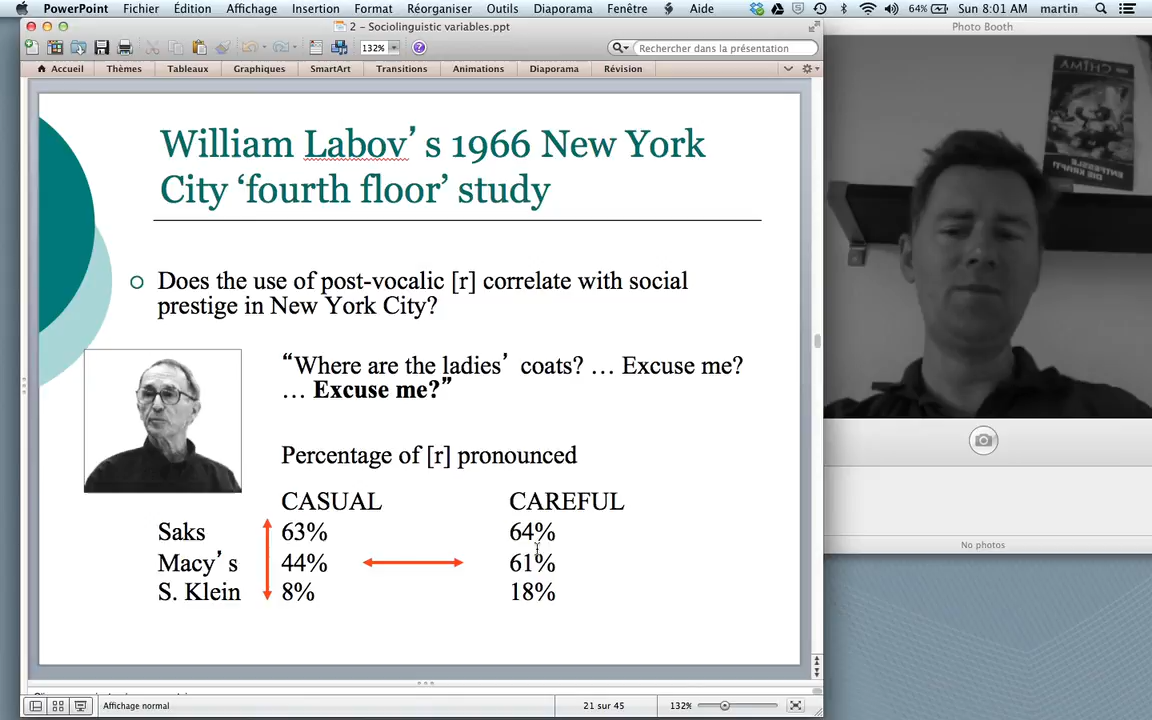 PowerPoint Fichier Édition Affichage Insertion Format Réorganiser Outils Diaporama Fenêtre Aide 64% Sun 8:01 AM martin
2 – Sociolinguistic variables.ppt
Photo Booth
132%
Rechercher dans la présentation
Accueil Thèmes Tableaux Graphiques SmartArt Transitions Animations Diaporama Révision
CHIMA
ENTFESSLE
DIE KRAFT!
William Labov’s 1966 New York
City ‘fourth floor’ study
Does the use of post-vocalic [r] correlate with social
prestige in New York City?
“Where are the ladies’ coats? … Excuse me?
… Excuse me?”
Percentage of [r] pronounced
CASUAL CAREFUL
Saks 63% 64%
Macy’s 44% 61%
S. Klein 8% 18%
No photos
Affichage normal 21 sur 45 132%